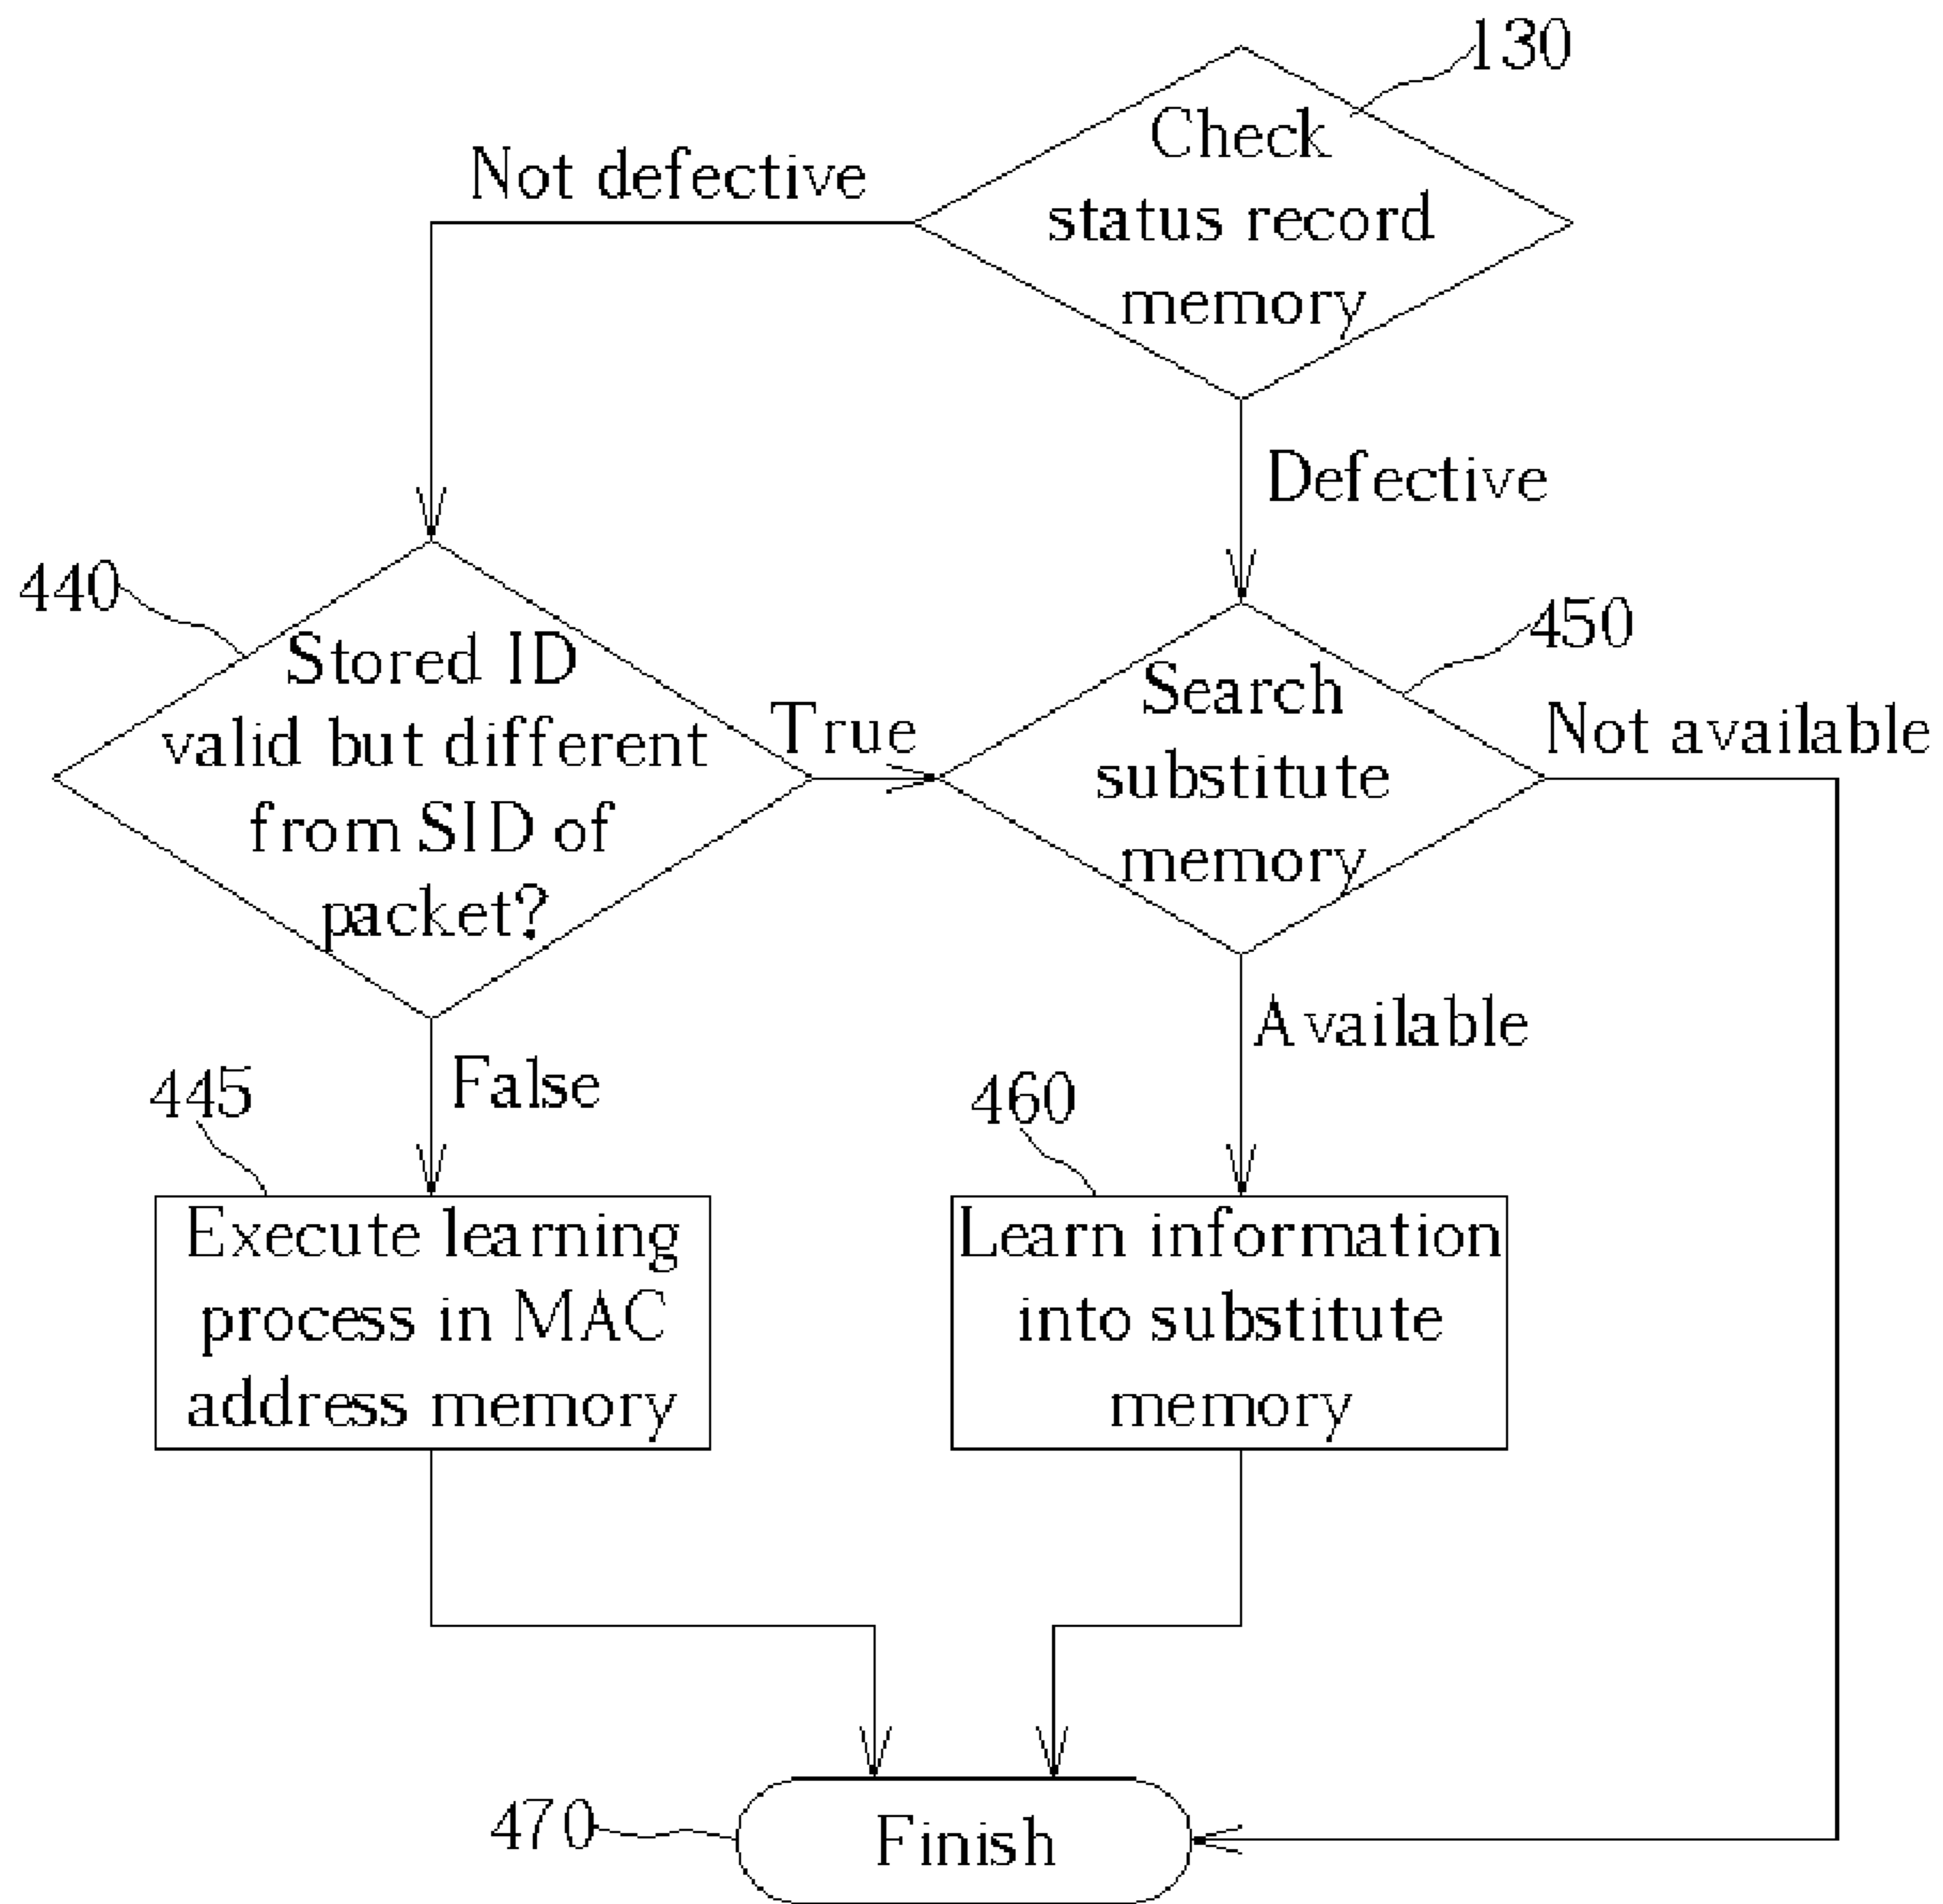 130
Check
status record
memory
Not defective
Defective
440
Stored ID
valid but different
from SID of
packet?
True
450
Search
substitute
memory
Not available
False
Available
445
Execute learning
process in MAC
address memory
460
Learn information
into substitute
memory
470
Finish